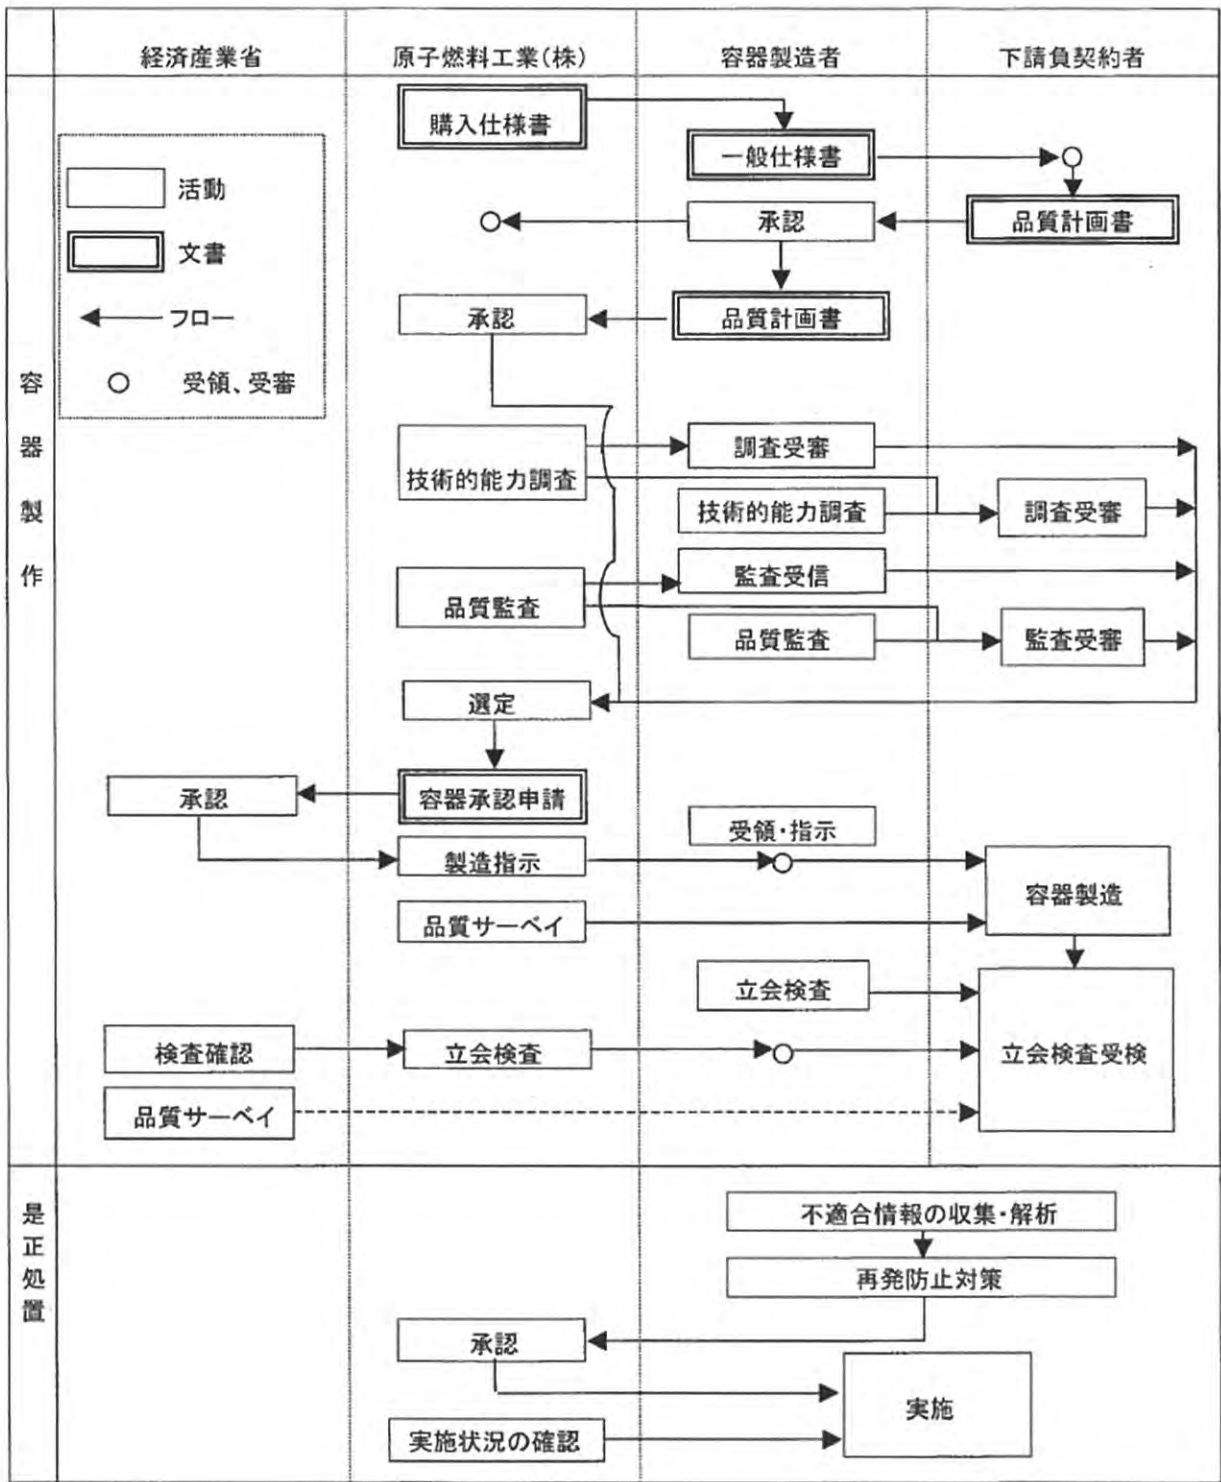 経済産業省
原子燃料工業(株)
容器製造者
下請負契約者
容器製作
購入仕様書
一般仕様書
活動
文書
フロー
受領、受審
承認
品質計画書
承認
品質計画書
技術的能力調査
調査受審
技術的能力調査
調査受審
品質監査
監査受信
品質監査
監査受審
選定
承認
容器承認申請
受領・指示
製造指示
容器製造
品質サーベイ
立会検査
検査確認
立会検査
立会検査受検
品質サーベイ
是正処置
不適合情報の収集・解析
再発防止対策
承認
実施
実施状況の確認